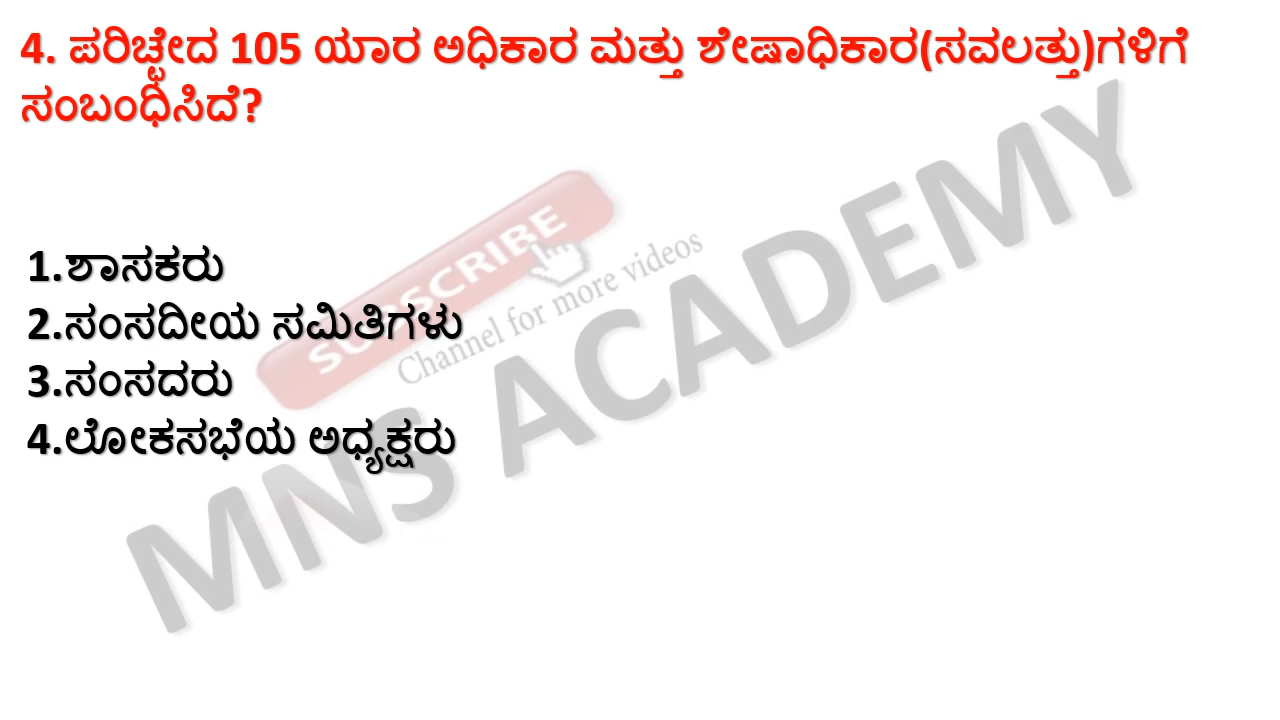 4. ಪರಿಚ್ಛೇದ 105 ಯಾರ ಅಧಿಕಾರ ಮತ್ತು ಶೇಷಾಧಿಕಾರ(ಸವಲತ್ತು)ಗಳಿಗೆ
ಸಂಬಂಧಿಸಿದೆ?
1.ಶಾಸಕರು
2.ಸಂಸದೀಯ ಸಮಿತಿಗಳು
3.ಸಂಸದರು
4.ಲೋಕಸಭೆಯ ಅಧ್ಯಕ್ಷರು
SUBSCRIBE
Channel for more videos
MNS ACADEMY